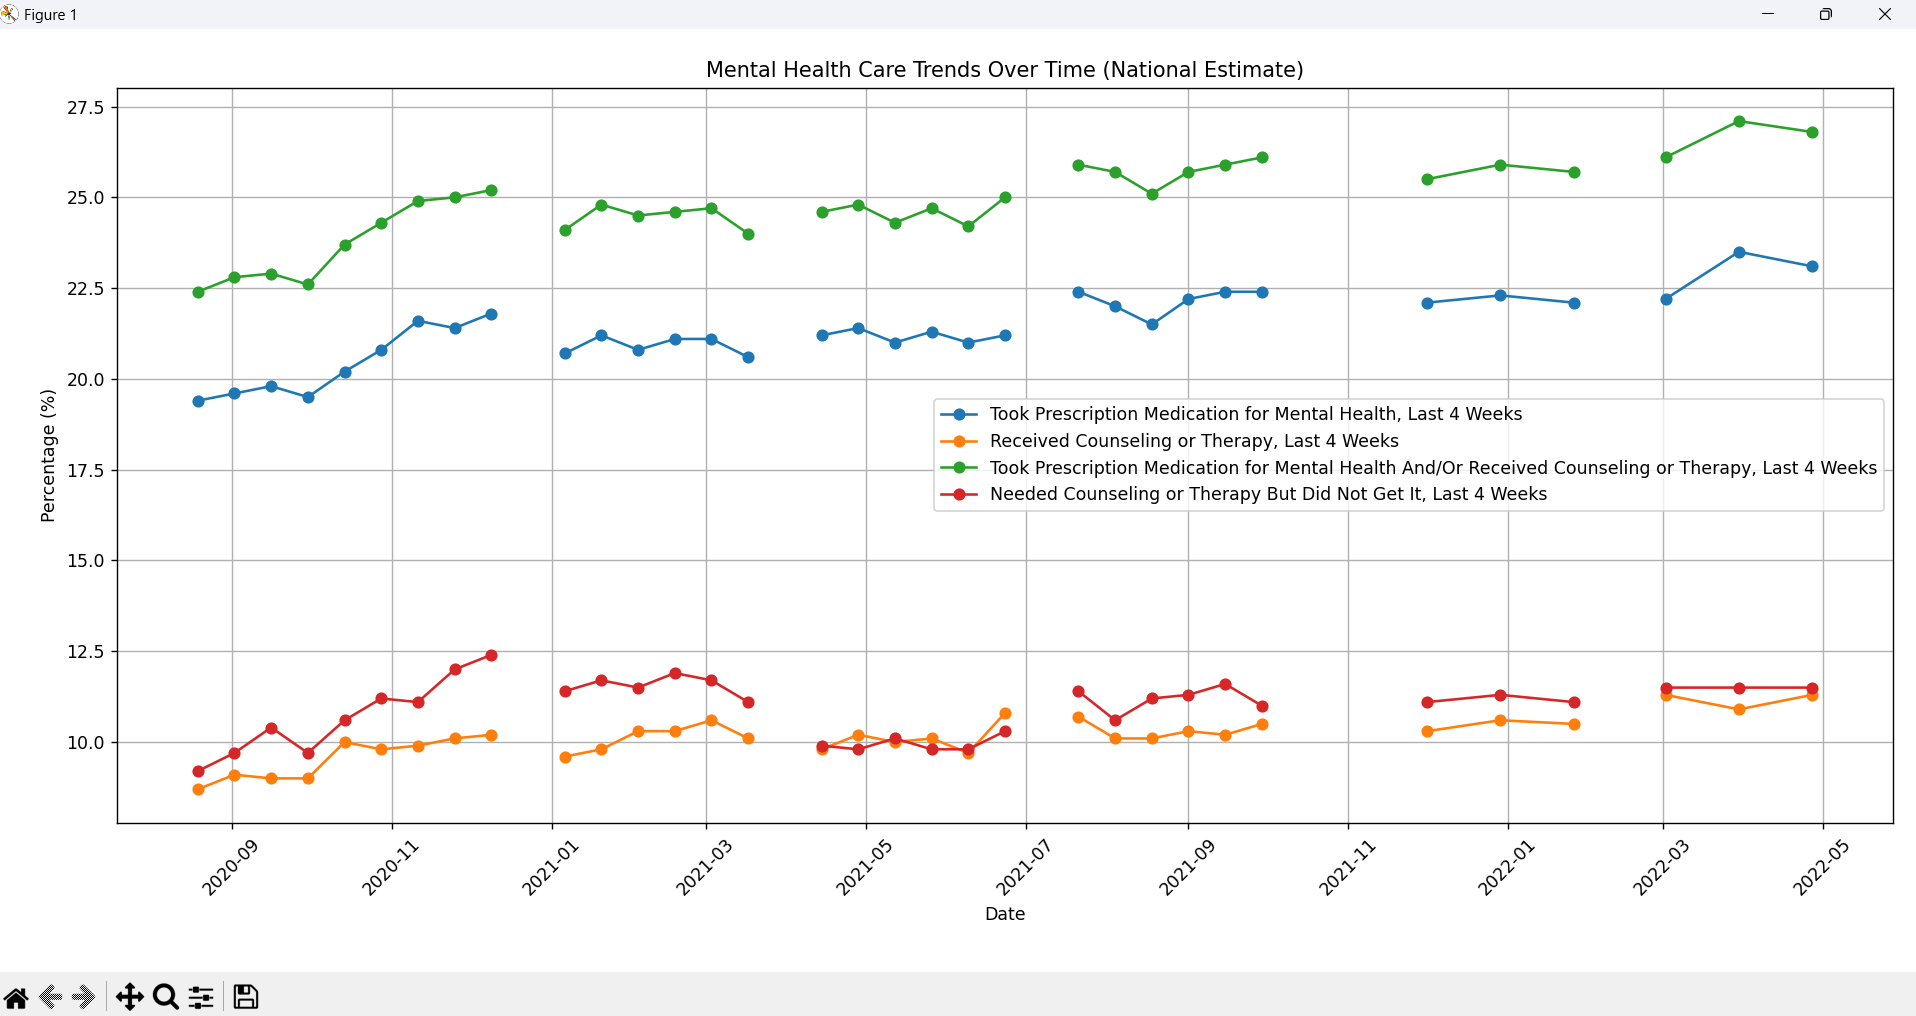 Figure 1
Mental Health Care Trends Over Time (National Estimate)
27.5
25.0
22.5
20.0
17.5
15.0
12.5
10.0
Percentage (%)
Took Prescription Medication for Mental Health, Last 4 Weeks
Received Counseling or Therapy, Last 4 Weeks
Took Prescription Medication for Mental Health And/Or Received Counseling or Therapy, Last 4 Weeks
Needed Counseling or Therapy But Did Not Get It, Last 4 Weeks
2020-09
2020-11
2021-01
2021-03
2021-05
2021-07
2021-09
2021-11
2022-01
2022-03
2022-05
Date